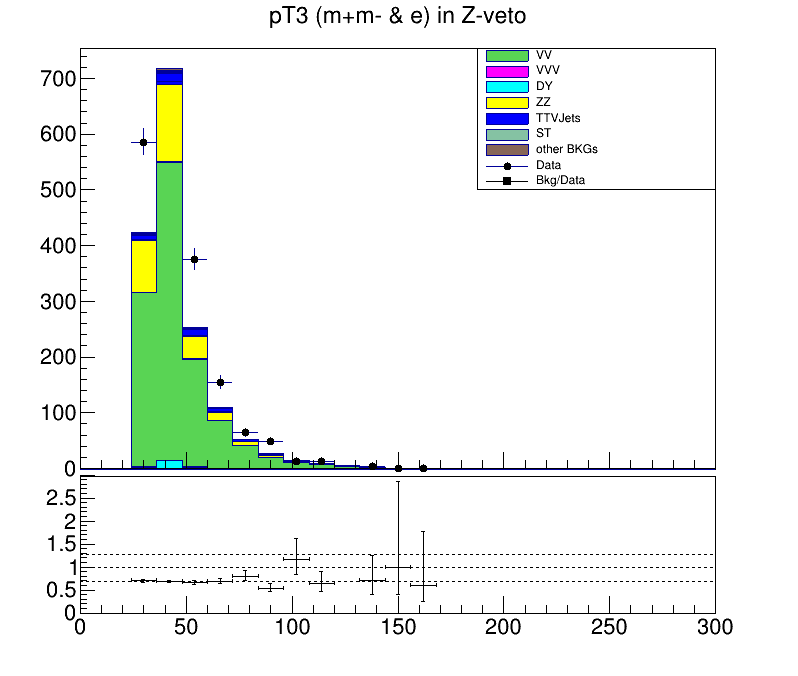 pT3 (m+m- & e) in Z-veto
VV
VVV
DY
ZZ
TTVJets
ST
other BKGs
Data
Bkg/Data
700
600
500
400
300
200
100
0
2.5
2
1.5
1
0.5
0
0 50 100 150 200 250 300